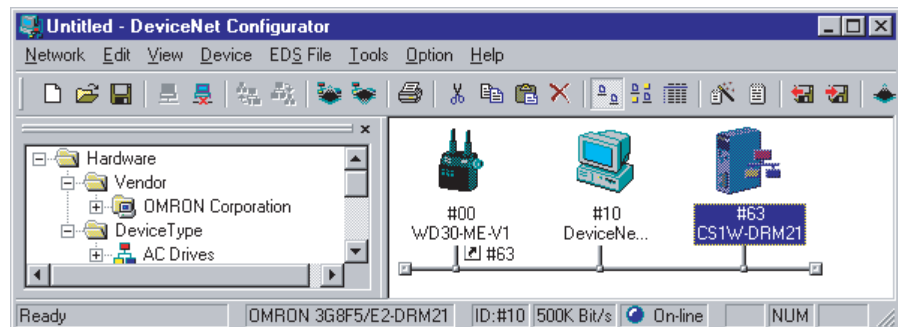 Untitled - DeviceNet Configurator
Network Edit View Device EDS File Tools Option Help
Hardware
Vendor
OMRON Corporation
DeviceType
AC Drives
#00
WD30-ME-V1
#63
#10
DeviceNe...
#63
CS1W-DRM21
Ready
OMRON 3G8F5/E2-DRM21
ID:#10
500K Bit/s
On-line
NUM